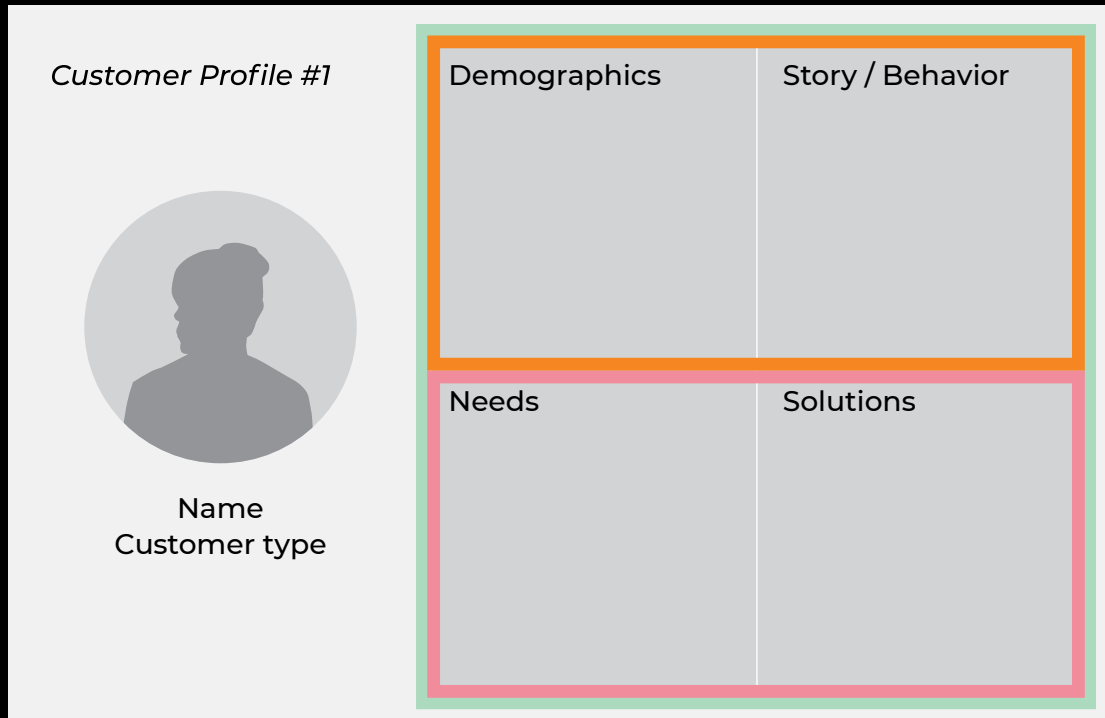 Customer Profile #1
Demographics
Story / Behavior
Needs
Solutions
Name
Customer type